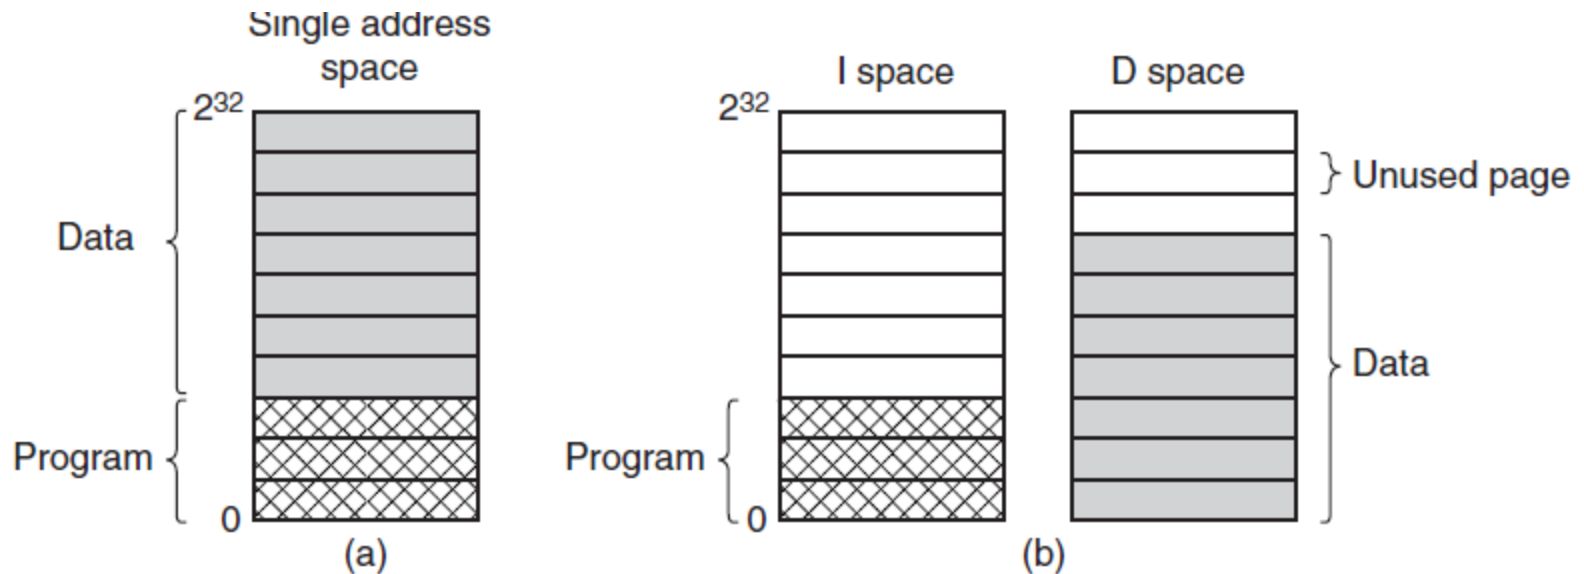 Single address
space
2³²
Data
Program
0
(a)
I space
D space
2³²
Unused page
Data
Program
0
(b)